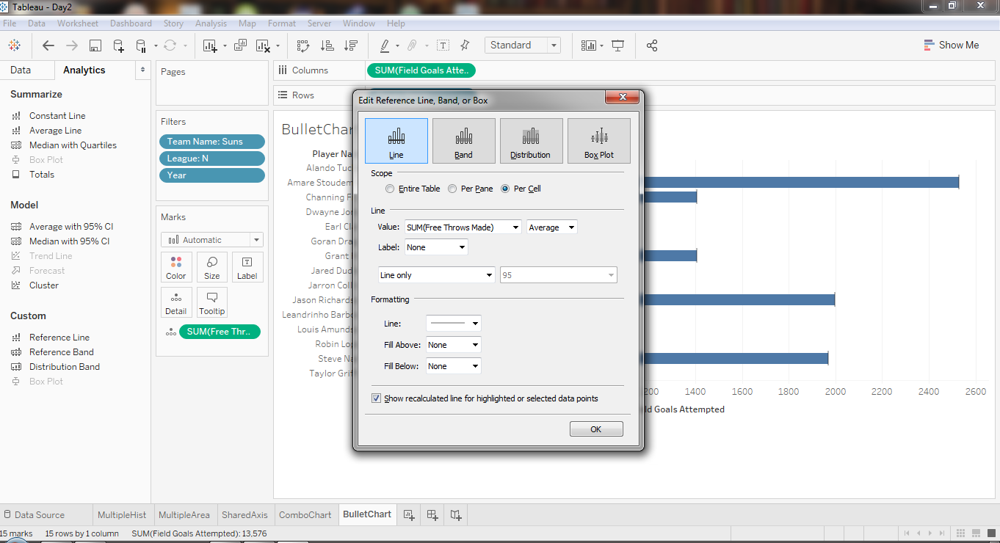 Tableau - Day2
File Data Worksheet Dashboard Story Analysis Map Format Server Window Help
Standard
Show Me
Data Analytics
Summarize
Constant Line
Average Line
Median with Quartiles
Box Plot
Totals
Model
Average with 95% CI
Median with 95% CI
Trend Line
Forecast
Cluster
Custom
Reference Line
Reference Band
Distribution Band
Box Plot
Pages
Filters
Team Name: Suns
League: N
Year
Marks
Automatic
Color Size Label
Detail Tooltip
SUM(Free Thr..
Columns SUM(Field Goals Atte..
Rows
BulletChar
Player Na
Alando Tuc
Amare Stoudem
Channing F
Dwayne Jon
Earl Cla
Goran Dra
Grant
Jared Dud
Jarron Coll
Jason Richards
Leandrinho Barbo
Louis Amunds
Robin Lop
Steve Na
Taylor Grif
Edit Reference Line, Band, or Box
Line Band Distribution Box Plot
Scope
Entire Table Per Pane Per Cell
Line
Value: SUM(Free Throws Made) Average
Label: None
Line only 95
Formatting
Line:
Fill Above: None
Fill Below: None
Show recalculated line for highlighted or selected data points
OK
200 1400 1600 1800 2000 2200 2400 2600
ld Goals Attempted
Data Source MultipleHist MultipleArea SharedAxis ComboChart BulletChart
15 marks 15 rows by 1 column SUM(Field Goals Attempted): 13,576